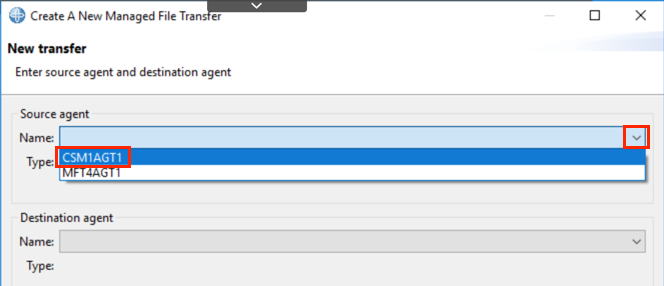 Create A New Managed File Transfer
New transfer
Enter source agent and destination agent
Source agent
Name:
CSM1AGT1
Type:
MFT4AGT1
Destination agent
Name:
Type: